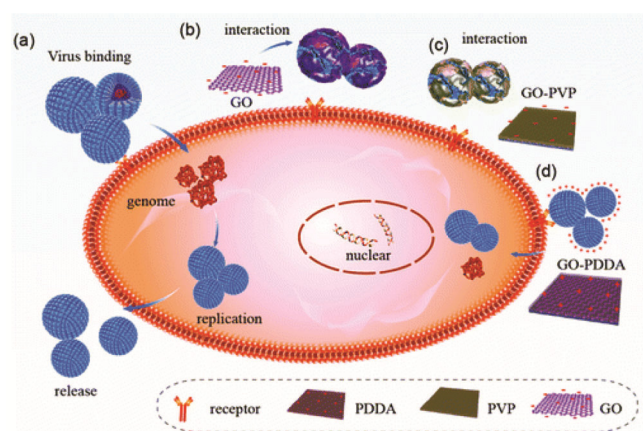 (a)
Virus binding
(b)
interaction
GO
(c)
interaction
GO-PVP
(d)
GO-PDDA
genome
replication
release
nuclear
receptor
PDDA
PVP
GO